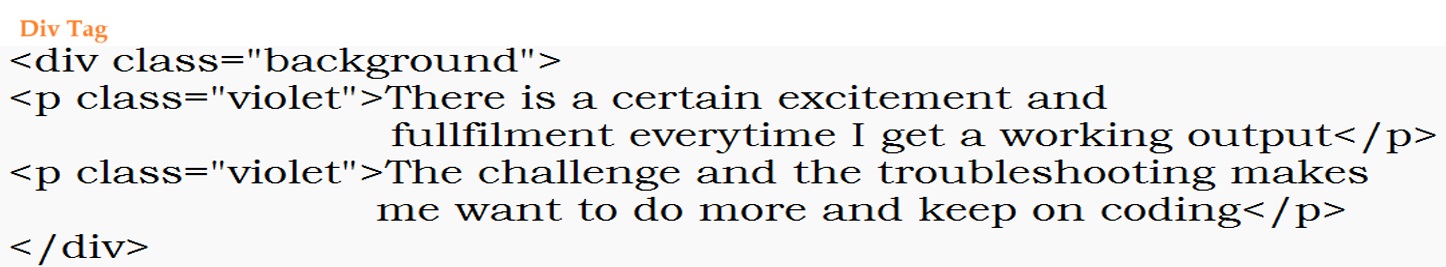 Div Tag
<div class="background">
<p class="violet">There is a certain excitement and
fullfilment everytime I get a working output</p>
<p class="violet">The challenge and the troubleshooting makes
me want to do more and keep on coding</p>
</div>